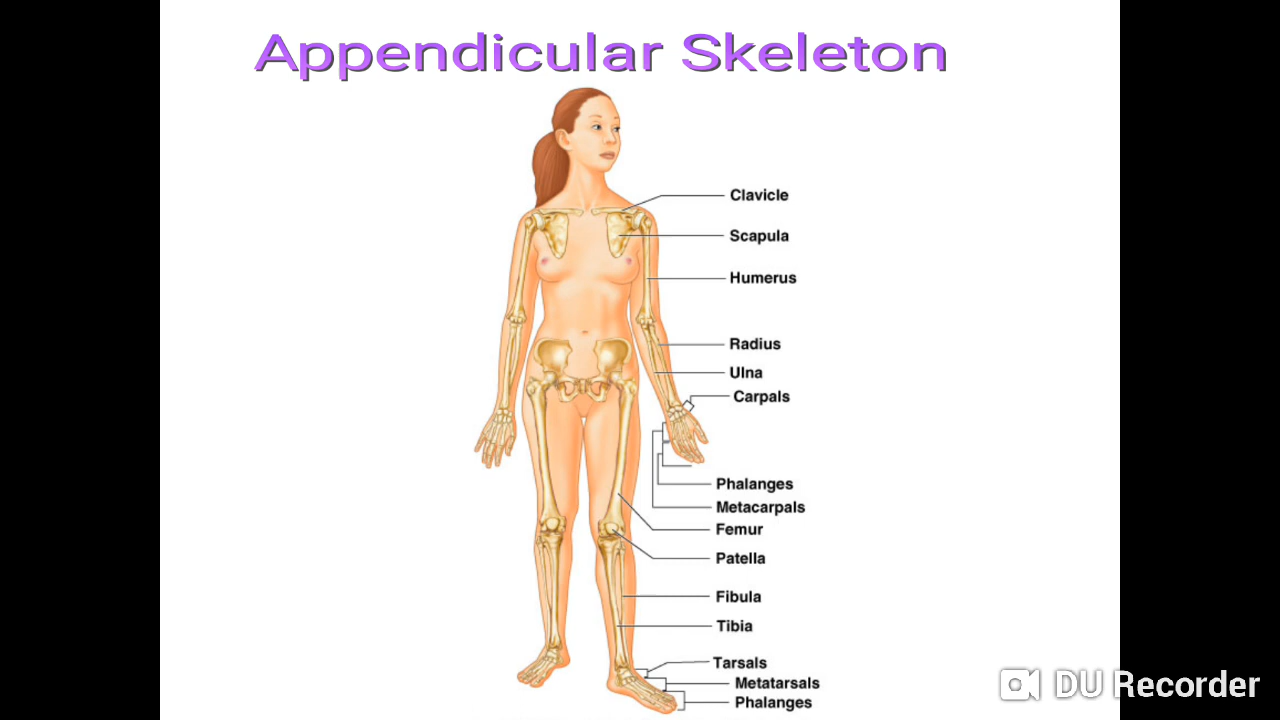 Appendicular Skeleton
Clavicle
Scapula
Humerus
Radius
Ulna
Carpals
Phalanges
Metacarpals
Femur
Patella
Fibula
Tibia
Tarsals
Metatarsals
Phalanges
DU Recorder